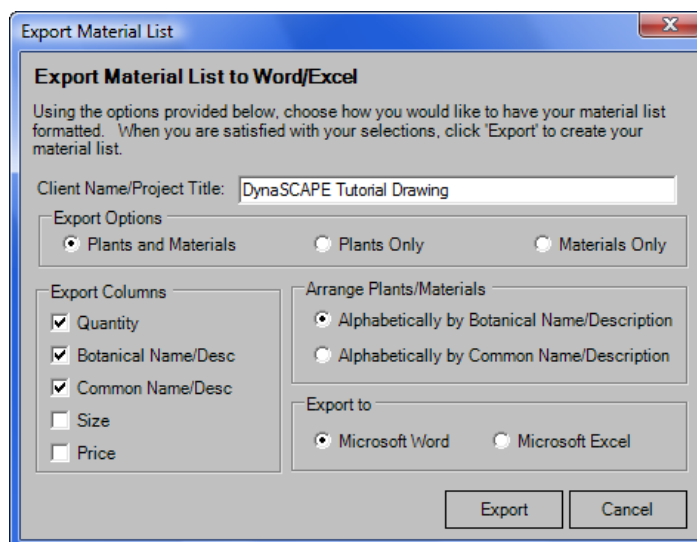 Export Material List
Export Material List to Word/Excel
Using the options provided below, choose how you would like to have your material list
formatted.   When you are satisfied with your selections, click 'Export' to create your
material list.
Client Name/Project Title: DynaSCAPE Tutorial Drawing
Export Options
Plants and Materials Plants Only Materials Only
Export Columns
Quantity
Botanical Name/Desc
Common Name/Desc
Size
Price
Arrange Plants/Materials
Alphabetically by Botanical Name/Description
Alphabetically by Common Name/Description
Export to
Microsoft Word Microsoft Excel
Export Cancel